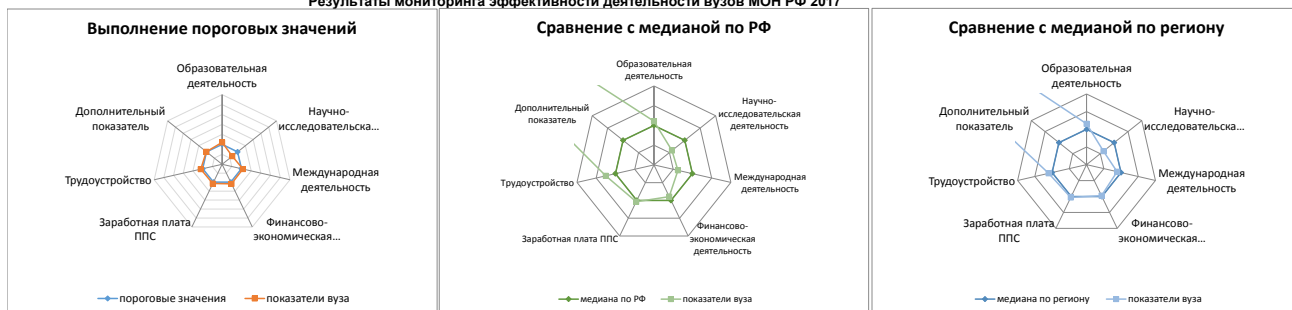 Результаты мониторинга эффективности деятельности вузов МОН РФ 2017
Выполнение пороговых значений
Образовательная
деятельность
Научно-
исследовательска...
Международная
деятельность
Финансово-
экономическая...
Заработная плата
ППС
Трудоустройство
Дополнительный
показатель
пороговые значения
показатели вуза
Сравнение с медианой по РФ
Образовательная
деятельность
Научно-
исследовательская
деятельность
Международная
деятельность
Финансово-
экономическая
деятельность
Заработная плата ППС
Трудоустройство
Дополнительный
показатель
медиана по РФ
показатели вуза
Сравнение с медианой по региону
Образовательная
деятельность
Научно-
исследовательска...
Международная
деятельность
Финансово-
экономическая...
Заработная плата
ППС
Трудоустройство
Дополнительный
показатель
медиана по региону
показатели вуза